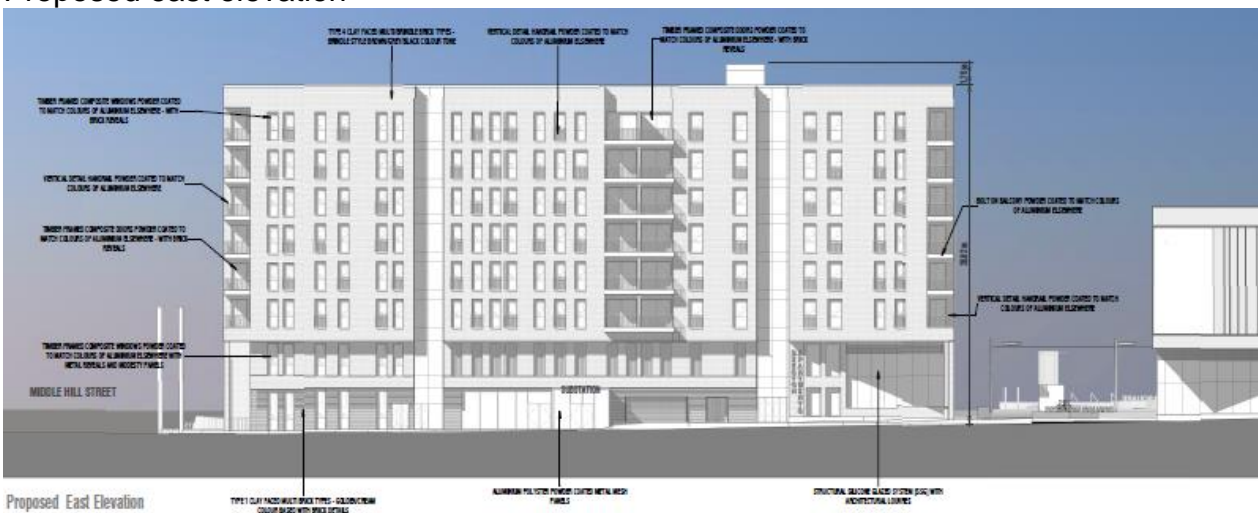 Proposed east elevation
TYPE 4 CLAY FACED MULTI BRINDLE BRICK TYPES -
BRINDLE STYLE BROWN/GREY/BLACK COLOUR TONE
VERTICAL DETAIL HANDRAIL POWDER COATED TO MATCH
COLOURS OF ALUMINIUM ELSEWHERE
TIMBER FRAMED COMPOSITE DOORS POWDER COATED TO
MATCH COLOURS OF ALUMINIUM ELSEWHERE - WITH BRICK
REVEALS
TIMBER FRAMED COMPOSITE WINDOWS POWDER COATED
TO MATCH COLOURS OF ALUMINIUM ELSEWHERE - WITH
BRICK REVEALS
VERTICAL DETAIL HANDRAIL POWDER COATED TO MATCH
COLOURS OF ALUMINIUM ELSEWHERE
TIMBER FRAMED COMPOSITE DOORS POWDER COATED TO
MATCH COLOURS OF ALUMINIUM ELSEWHERE - WITH BRICK
REVEALS
BOLT ON BALCONY POWDER COATED TO MATCH COLOURS
OF ALUMINIUM ELSEWHERE
VERTICAL DETAIL HANDRAIL POWDER COATED TO MATCH
COLOURS OF ALUMINIUM ELSEWHERE
TIMBER FRAMED COMPOSITE WINDOWS POWDER COATED
TO MATCH COLOURS OF ALUMINIUM ELSEWHERE WITH
METAL REVEALS AND MODESTY PANELS
MIDDLE HILL STREET
SUBSTATION
APARTMENTS
Proposed East Elevation
TYPE 1 CLAY FACED MULTI BRICK TYPES - GOLDEN/CREAM
COLOUR BASED WITH BRICK DETAILS
ALUMINIUM POLYSTER POWDER COATED METAL MESH
PANELS
STRUCTURAL SILICONE GLAZED SYSTEM (SSG) WITH
ARCHITECTURAL LOUVRES